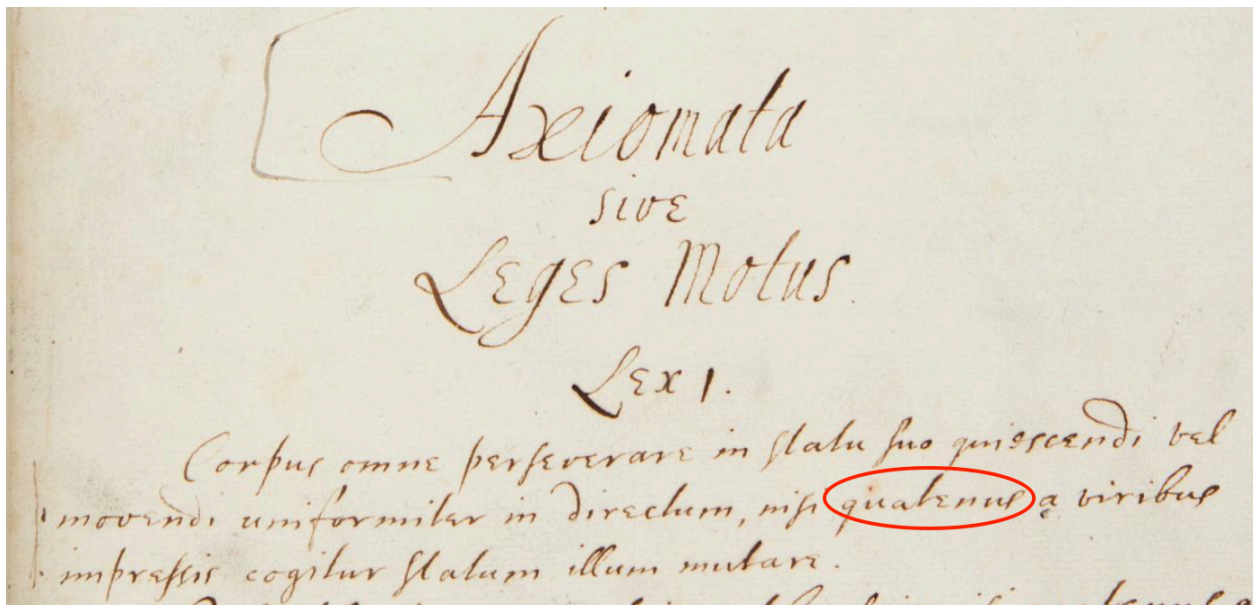 Axiomata
sive
Leges Motus.
Lex 1.
Corpus omne perseverare in statu suo quiescendi vel
movendi uniformiter in directum, nisi quatenus a viribus
impressis cogitur statum illum mutare.